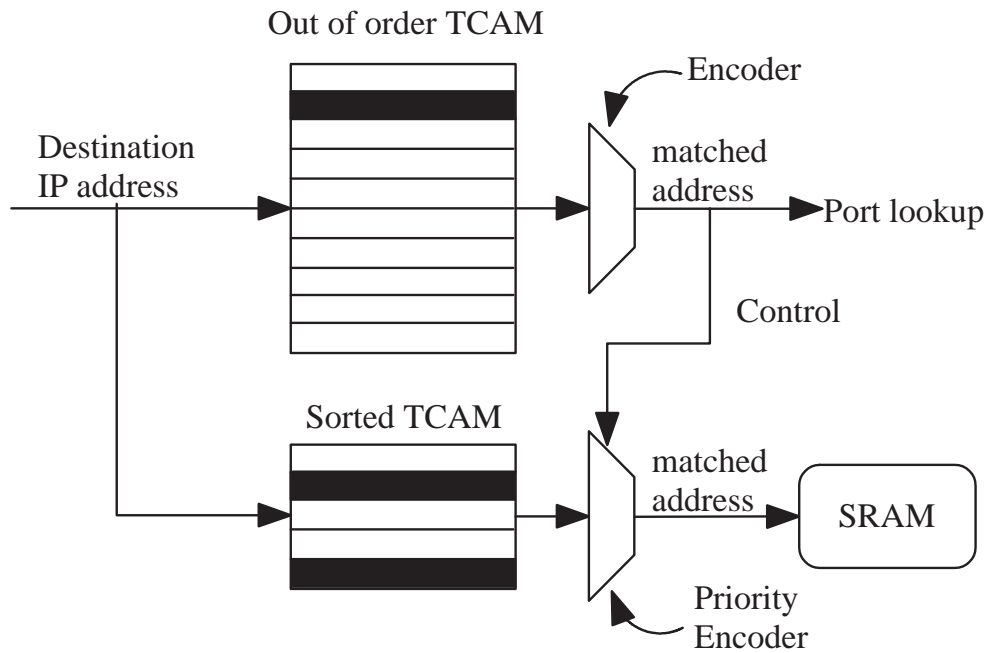 Out of order TCAM
Encoder
Destination
IP address
matched
address
Port lookup
Control
Sorted TCAM
matched
address
SRAM
Priority
Encoder